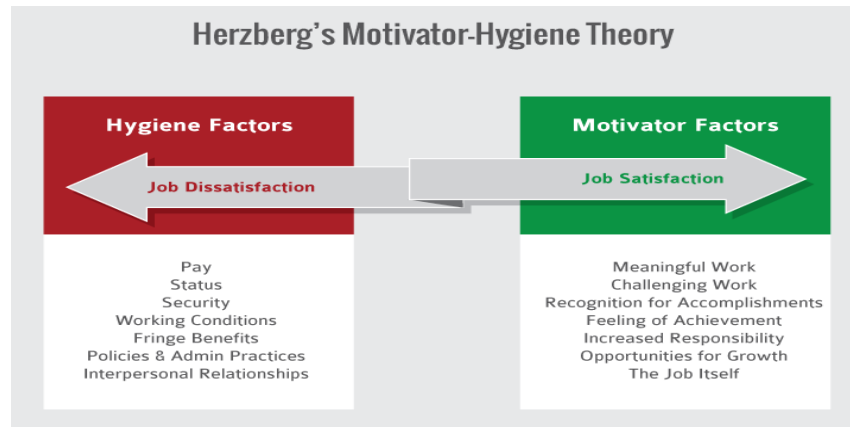 Herzberg's Motivator-Hygiene Theory
Hygiene Factors
Job Dissatisfaction
Pay
Status
Security
Working Conditions
Fringe Benefits
Policies & Admin Practices
Interpersonal Relationships
Motivator Factors
Job Satisfaction
Meaningful Work
Challenging Work
Recognition for Accomplishments
Feeling of Achievement
Increased Responsibility
Opportunities for Growth
The Job Itself